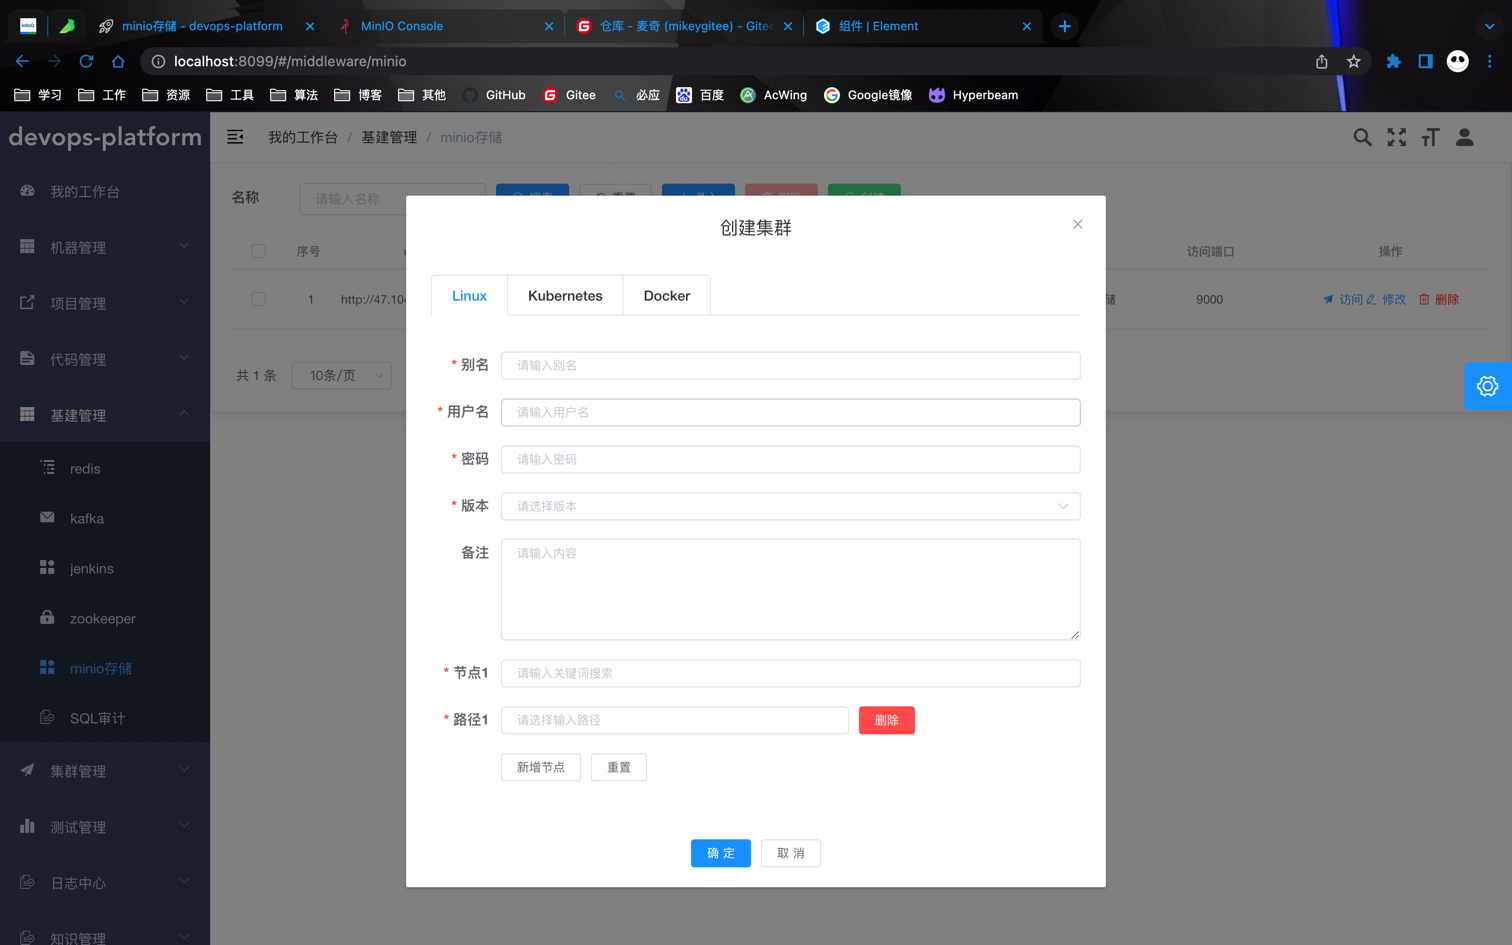 minio存储 - devops-platform
MinIO Console
仓库 - 麦奇 (mikeygitee) - Gitee
组件 | Element
localhost:8099/#/middleware/minio
学习 工作 资源 工具 算法 博客 其他 GitHub Gitee 必应 百度 AcWing Google镜像 Hyperbeam
devops-platform
我的工作台 / 基建管理 / minio存储
我的工作台
机器管理
项目管理
代码管理
基建管理
redis
kafka
jenkins
zookeeper
minio存储
SQL审计
集群管理
测试管理
日志中心
知识管理
名称 请输入名称
序号 访问端口 操作
1 http://47.104 储 9000 访问 修改 删除
共 1 条 10条/页
创建集群
Linux Kubernetes Docker
* 别名 请输入别名
* 用户名 请输入用户名
* 密码 请输入密码
* 版本 请选择版本
备注 请输入内容
* 节点1 请输入关键词搜索
* 路径1 请选择输入路径 删除
新增节点 重置
确 定 取 消